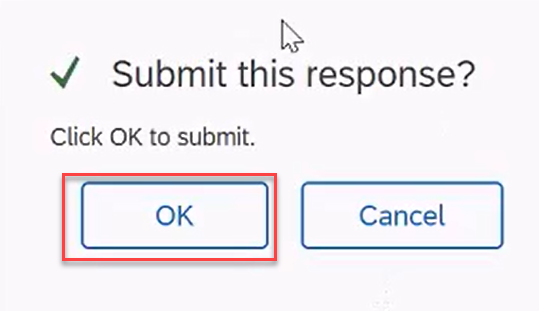 Submit this response?
Click OK to submit.
OK Cancel